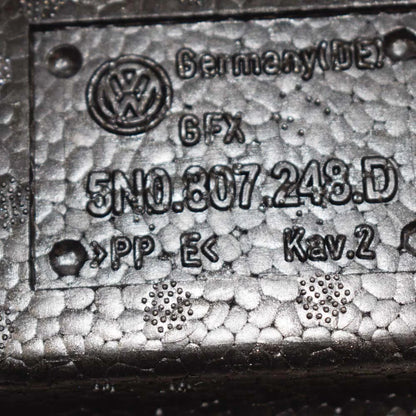 Germany(DE)
GFX
5N0.807.248.D
>PP E< Kav.2